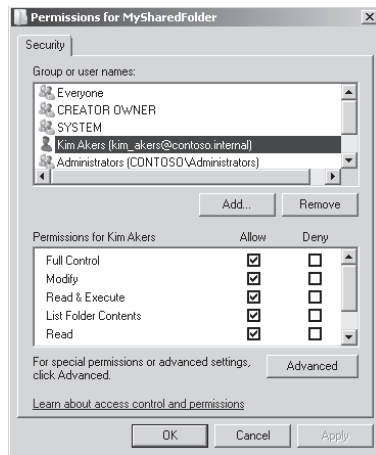 Permissions for MySharedFolder
Security
Group or user names:
Everyone
CREATOR OWNER
SYSTEM
Kim Akers (kim_akers@contoso.internal)
Administrators (CONTOSO\Administrators)
Add... Remove
Permissions for Kim Akers Allow Deny
Full Control
Modify
Read & Execute
List Folder Contents
Read
For special permissions or advanced settings,
click Advanced.
Advanced
Learn about access control and permissions
OK Cancel Apply